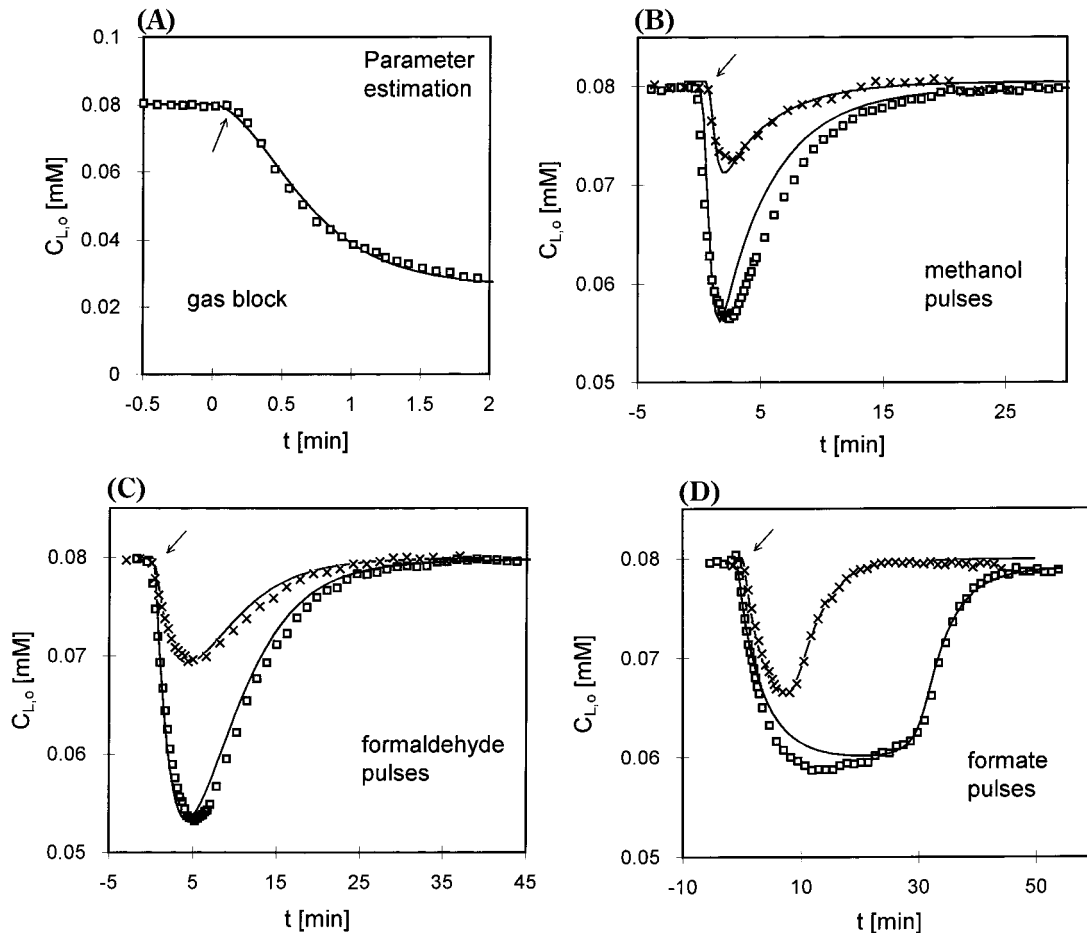 (A)
0.1
0.08
0.06
0.04
0.02
0
C_L,o [mM]
Parameter
estimation
gas block
-0.5
0
0.5
1
1.5
2
t [min]
(B)
0.08
0.07
0.06
0.05
C_L,o [mM]
methanol
pulses
-5
5
15
25
t [min]
(C)
0.08
0.07
0.06
0.05
C_L,o [mM]
formaldehyde
pulses
-5
5
15
25
35
45
t [min]
(D)
0.08
0.07
0.06
0.05
C_L,o [mM]
formate
pulses
-10
10
30
50
t [min]